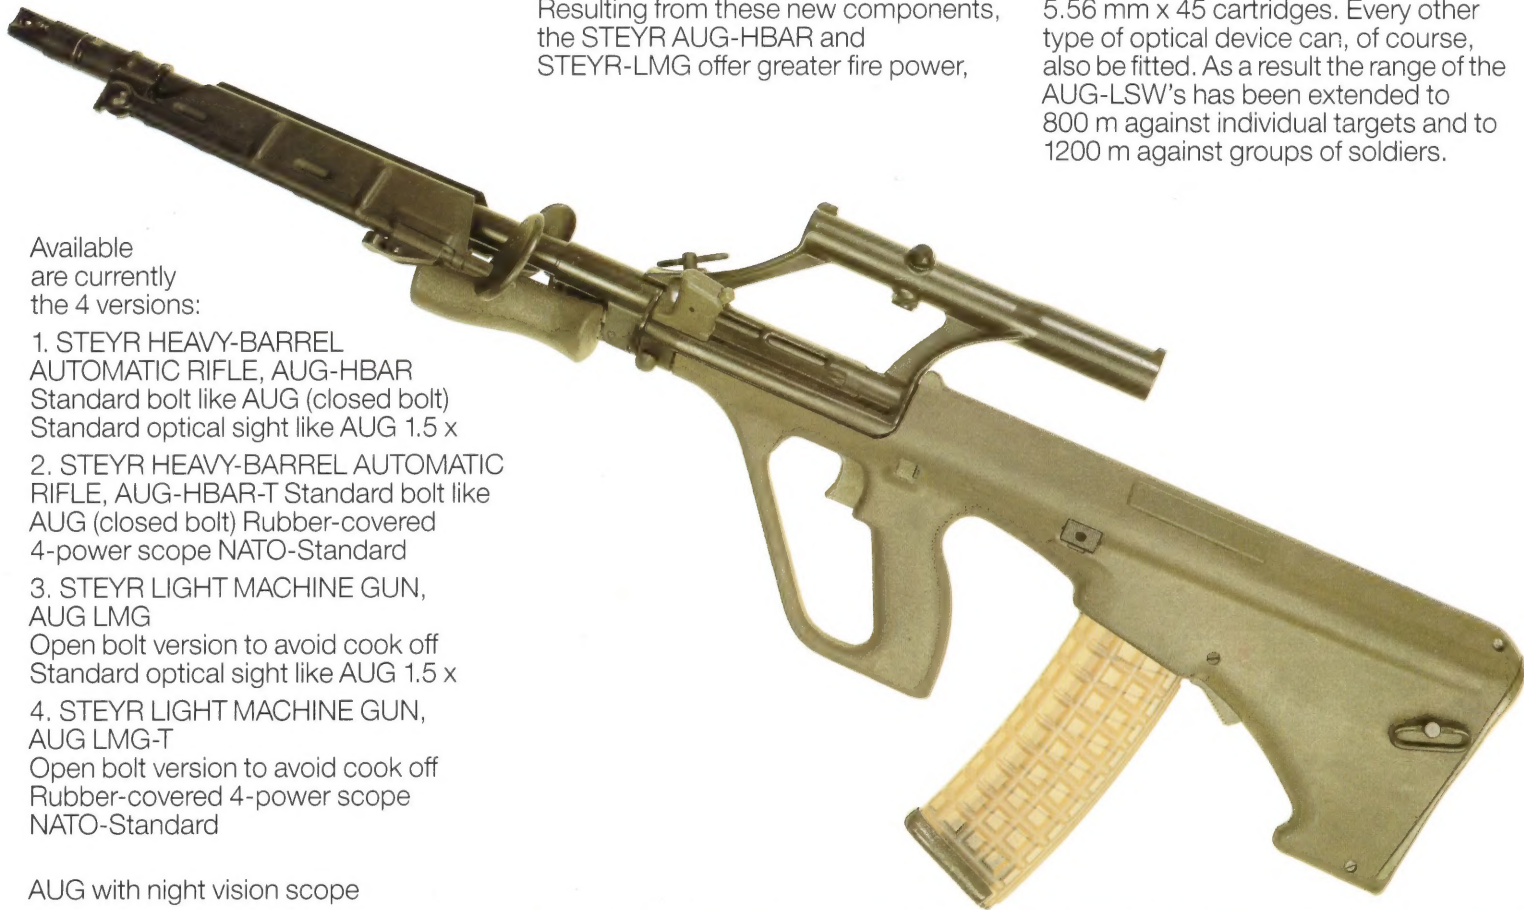 Resulting from these new components,
the STEYR AUG-HBAR and
STEYR-LMG offer greater fire power,
5.56 mm x 45 cartridges. Every other
type of optical device can, of course,
also be fitted. As a result the range of the
AUG-LSW's has been extended to
800 m against individual targets and to
1200 m against groups of soldiers.
Available
are currently
the 4 versions:
1. STEYR HEAVY-BARREL
AUTOMATIC RIFLE, AUG-HBAR
Standard bolt like AUG (closed bolt)
Standard optical sight like AUG 1.5 x
2. STEYR HEAVY-BARREL AUTOMATIC
RIFLE, AUG-HBAR-T Standard bolt like
AUG (closed bolt) Rubber-covered
4-power scope NATO-Standard
3. STEYR LIGHT MACHINE GUN,
AUG LMG
Open bolt version to avoid cook off
Standard optical sight like AUG 1.5 x
4. STEYR LIGHT MACHINE GUN,
AUG LMG-T
Open bolt version to avoid cook off
Rubber-covered 4-power scope
NATO-Standard
AUG with night vision scope